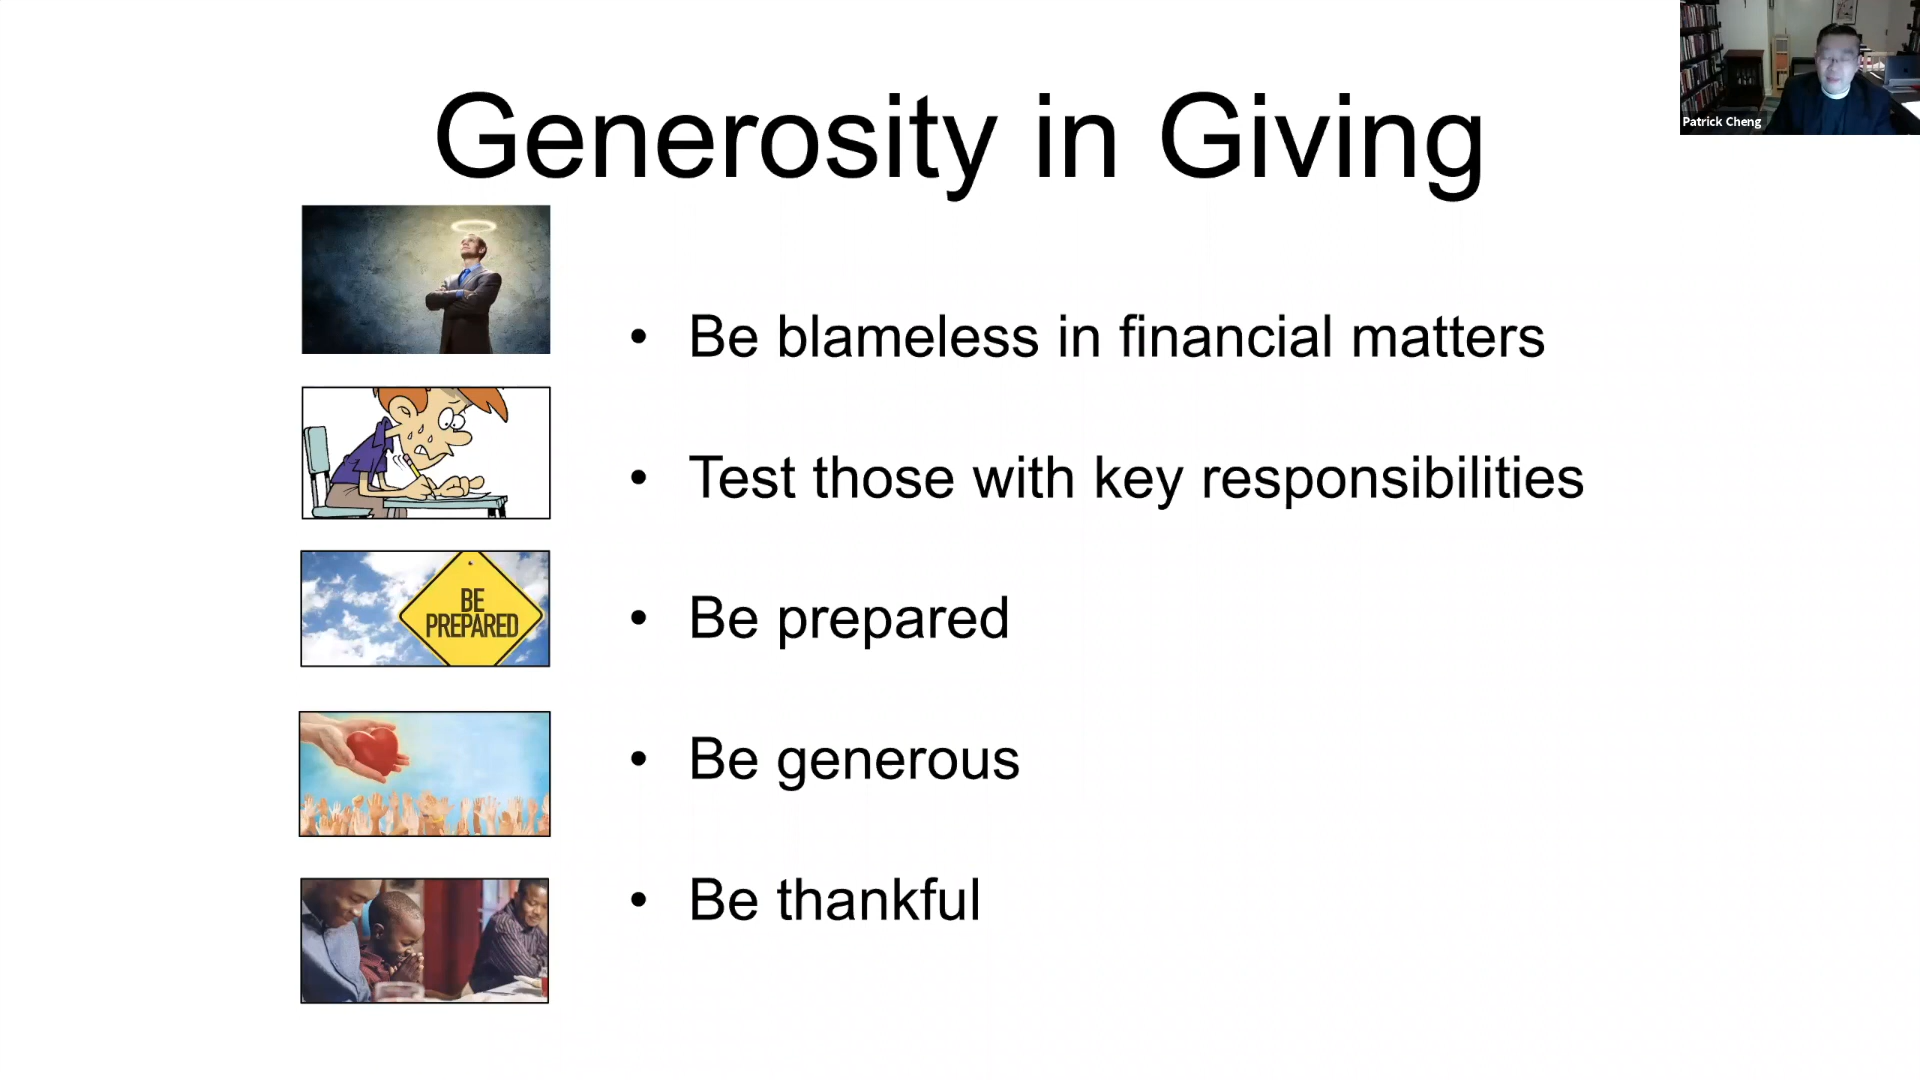 Generosity in Giving
Patrick Cheng
• Be blameless in financial matters
• Test those with key responsibilities
BE
PREPARED
• Be prepared
• Be generous
• Be thankful